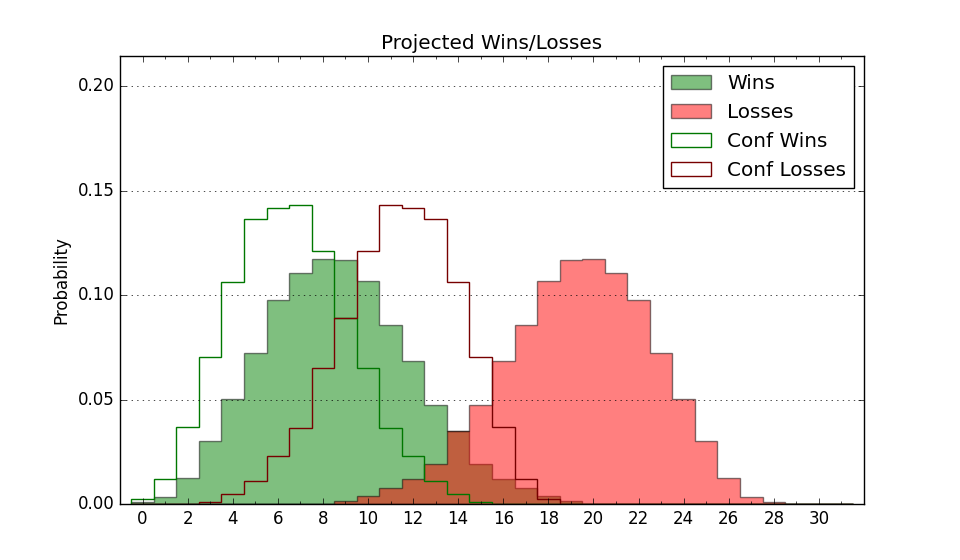 Projected Wins/Losses
Wins
Losses
Conf Wins
Conf Losses
Probability
0.20
0.15
0.10
0.05
0.00
0 2 4 6 8 10 12 14 16 18 20 22 24 26 28 30